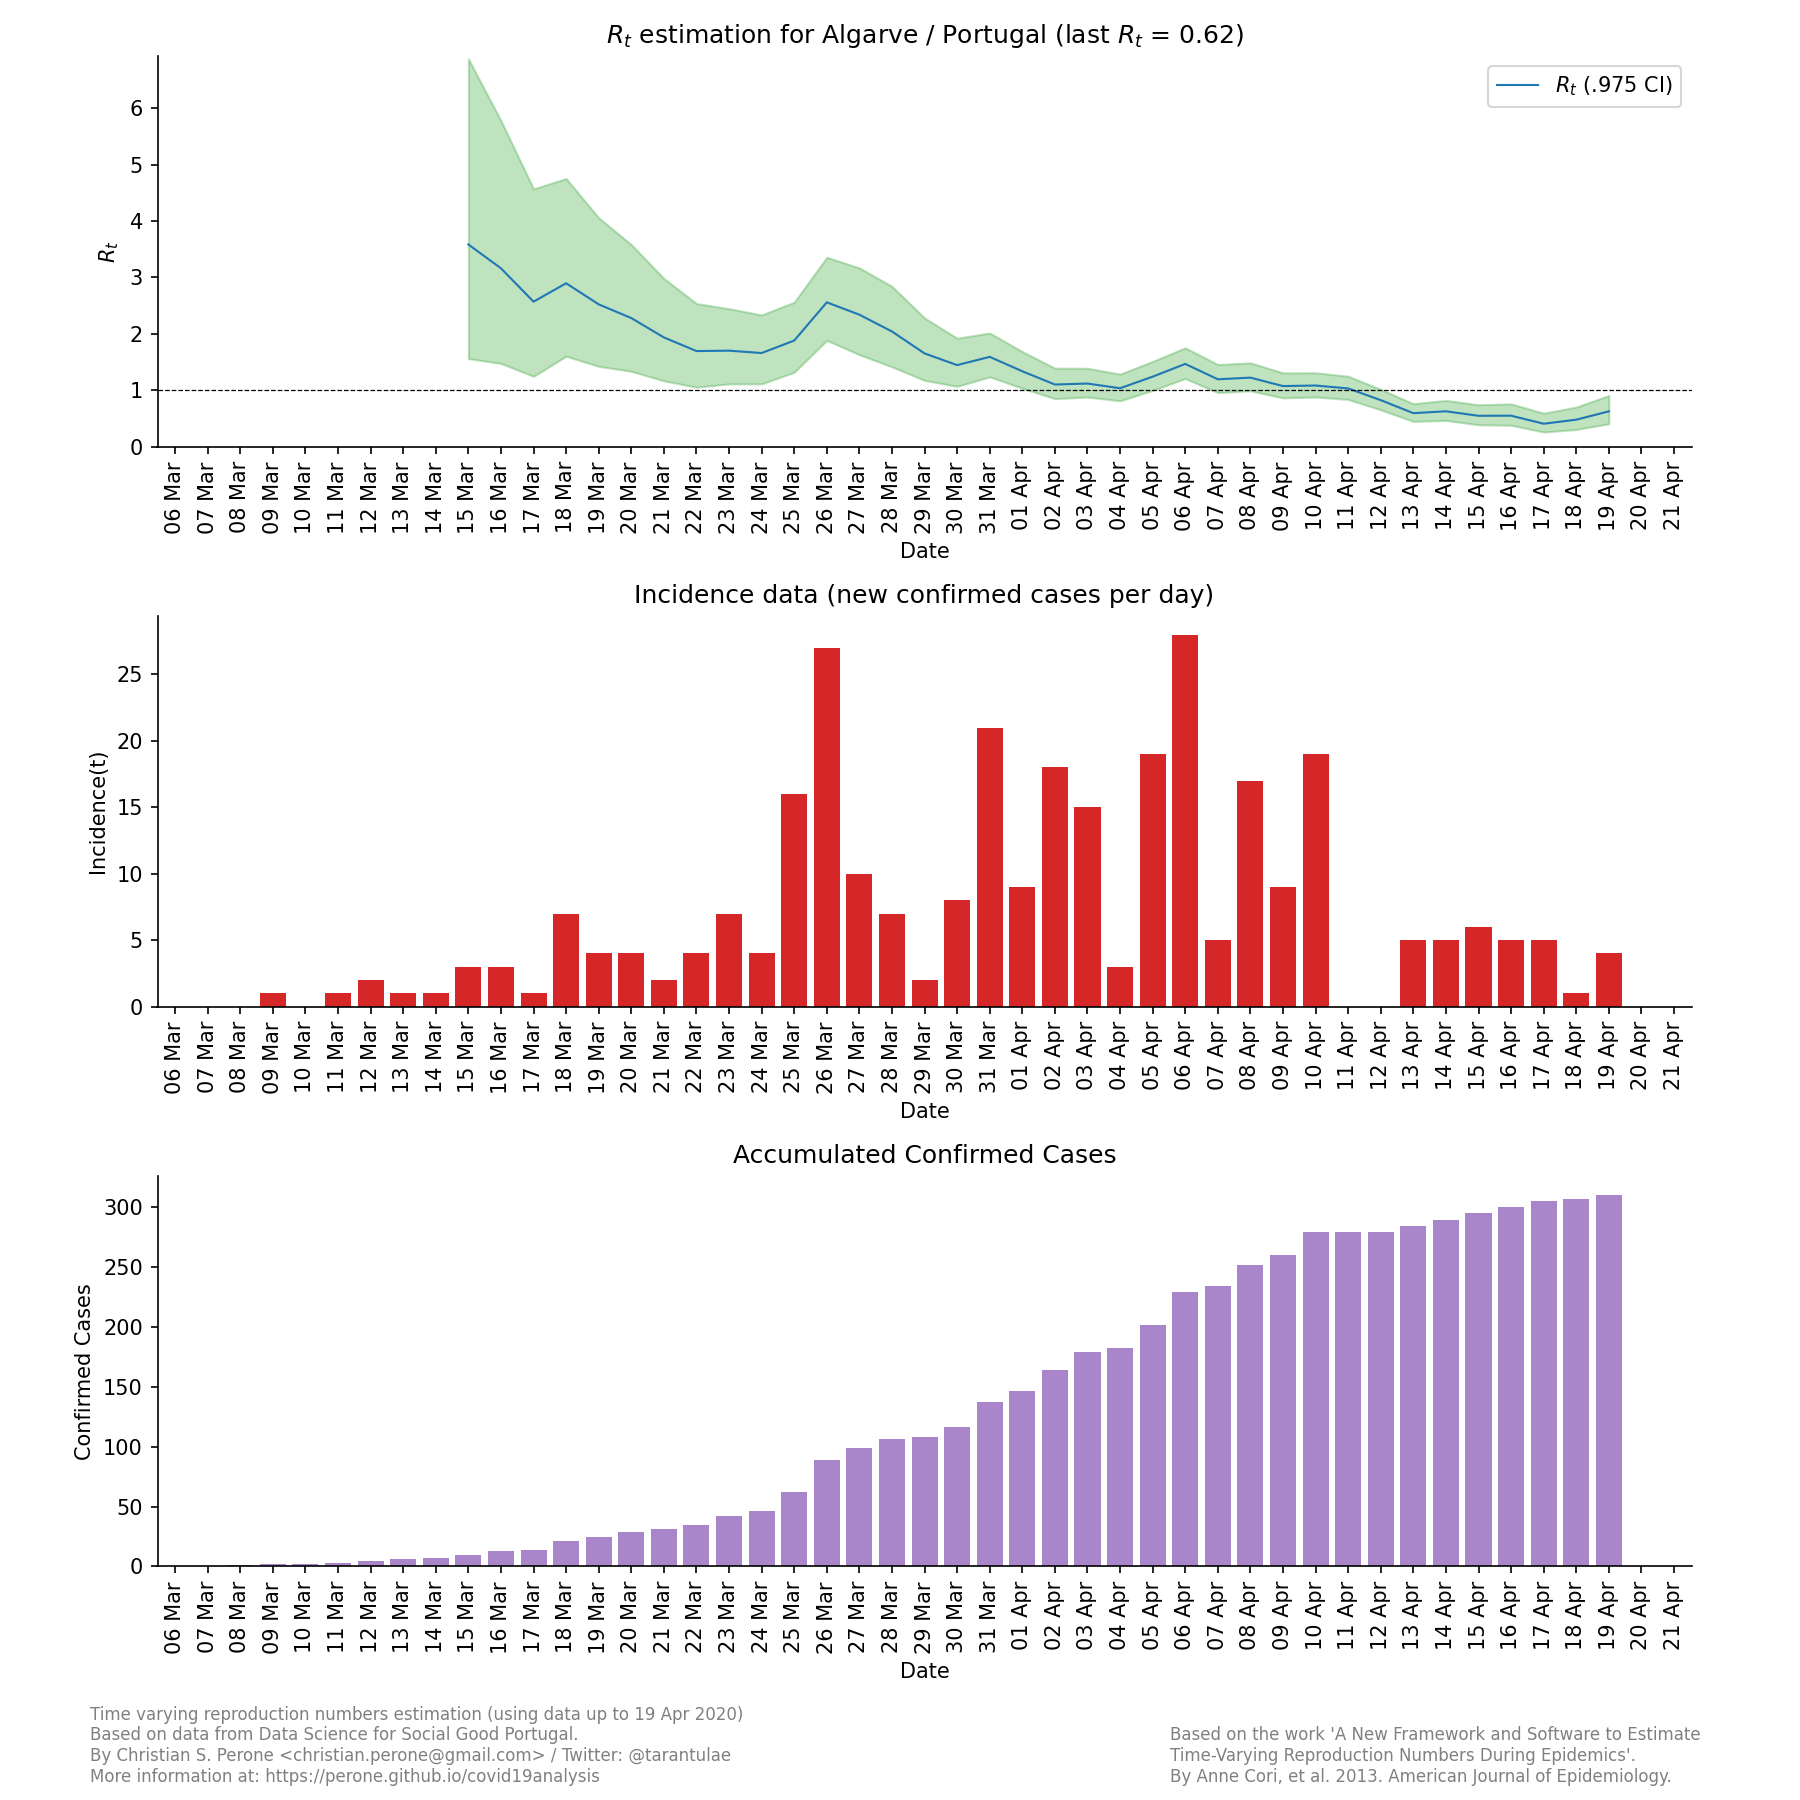 Rt estimation for Algarve / Portugal (last Rt = 0.62)
Rt (.975 CI)
Rt
6
5
4
3
2
1
0
06 Mar 07 Mar 08 Mar 09 Mar 10 Mar 11 Mar 12 Mar 13 Mar 14 Mar 15 Mar 16 Mar 17 Mar 18 Mar 19 Mar 20 Mar 21 Mar 22 Mar 23 Mar 24 Mar 25 Mar 26 Mar 27 Mar 28 Mar 29 Mar 30 Mar 31 Mar 01 Apr 02 Apr 03 Apr 04 Apr 05 Apr 06 Apr 07 Apr 08 Apr 09 Apr 10 Apr 11 Apr 12 Apr 13 Apr 14 Apr 15 Apr 16 Apr 17 Apr 18 Apr 19 Apr 20 Apr 21 Apr
Date
Incidence data (new confirmed cases per day)
Incidence(t)
25
20
15
10
5
0
06 Mar 07 Mar 08 Mar 09 Mar 10 Mar 11 Mar 12 Mar 13 Mar 14 Mar 15 Mar 16 Mar 17 Mar 18 Mar 19 Mar 20 Mar 21 Mar 22 Mar 23 Mar 24 Mar 25 Mar 26 Mar 27 Mar 28 Mar 29 Mar 30 Mar 31 Mar 01 Apr 02 Apr 03 Apr 04 Apr 05 Apr 06 Apr 07 Apr 08 Apr 09 Apr 10 Apr 11 Apr 12 Apr 13 Apr 14 Apr 15 Apr 16 Apr 17 Apr 18 Apr 19 Apr 20 Apr 21 Apr
Date
Accumulated Confirmed Cases
Confirmed Cases
300
250
200
150
100
50
0
06 Mar 07 Mar 08 Mar 09 Mar 10 Mar 11 Mar 12 Mar 13 Mar 14 Mar 15 Mar 16 Mar 17 Mar 18 Mar 19 Mar 20 Mar 21 Mar 22 Mar 23 Mar 24 Mar 25 Mar 26 Mar 27 Mar 28 Mar 29 Mar 30 Mar 31 Mar 01 Apr 02 Apr 03 Apr 04 Apr 05 Apr 06 Apr 07 Apr 08 Apr 09 Apr 10 Apr 11 Apr 12 Apr 13 Apr 14 Apr 15 Apr 16 Apr 17 Apr 18 Apr 19 Apr 20 Apr 21 Apr
Date
Time varying reproduction numbers estimation (using data up to 19 Apr 2020)
Based on data from Data Science for Social Good Portugal.
By Christian S. Perone <christian.perone@gmail.com> / Twitter: @tarantulae
More information at: https://perone.github.io/covid19analysis
Based on the work 'A New Framework and Software to Estimate
Time-Varying Reproduction Numbers During Epidemics'.
By Anne Cori, et al. 2013. American Journal of Epidemiology.